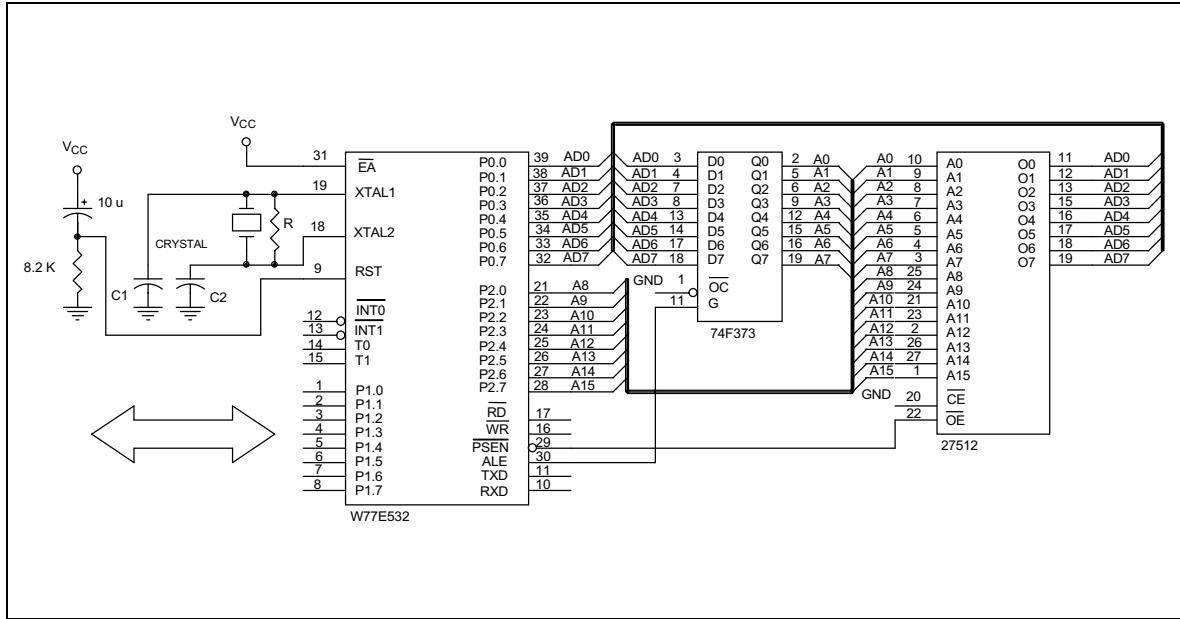 VCC
10 u
8.2 K
VCC
CRYSTAL
R
C1
C2
31 EA
19 XTAL1
18 XTAL2
9 RST
12 INT0
13 INT1
14 T0
15 T1
1 P1.0
2 P1.1
3 P1.2
4 P1.3
5 P1.4
6 P1.5
7 P1.6
8 P1.7
P0.0 39 AD0
P0.1 38 AD1
P0.2 37 AD2
P0.3 36 AD3
P0.4 35 AD4
P0.5 34 AD5
P0.6 33 AD6
P0.7 32 AD7
P2.0 21 A8
P2.1 22 A9
P2.2 23 A10
P2.3 24 A11
P2.4 25 A12
P2.5 26 A13
P2.6 27 A14
P2.7 28 A15
RD 17
WR 16
PSEN 29
ALE 30
TXD 11
RXD 10
W77E532
AD0 3 D0 Q0 2 A0
AD1 4 D1 Q1 5 A1
AD2 7 D2 Q2 6 A2
AD3 8 D3 Q3 9 A3
AD4 13 D4 Q4 12 A4
AD5 14 D5 Q5 15 A5
AD6 17 D6 Q6 16 A6
AD7 18 D7 Q7 19 A7
GND 1 OC
11 G
74F373
A0 10 A0
A1 9 A1
A2 8 A2
A3 7 A3
A4 6 A4
A5 5 A5
A6 4 A6
A7 3 A7
A8 25 A8
A9 24 A9
A10 21 A10
A11 23 A11
A12 2 A12
A13 26 A13
A14 27 A14
A15 1 A15
GND 20 CE
22 OE
O0 11 AD0
O1 12 AD1
O2 13 AD2
O3 15 AD3
O4 16 AD4
O5 17 AD5
O6 18 AD6
O7 19 AD7
27512